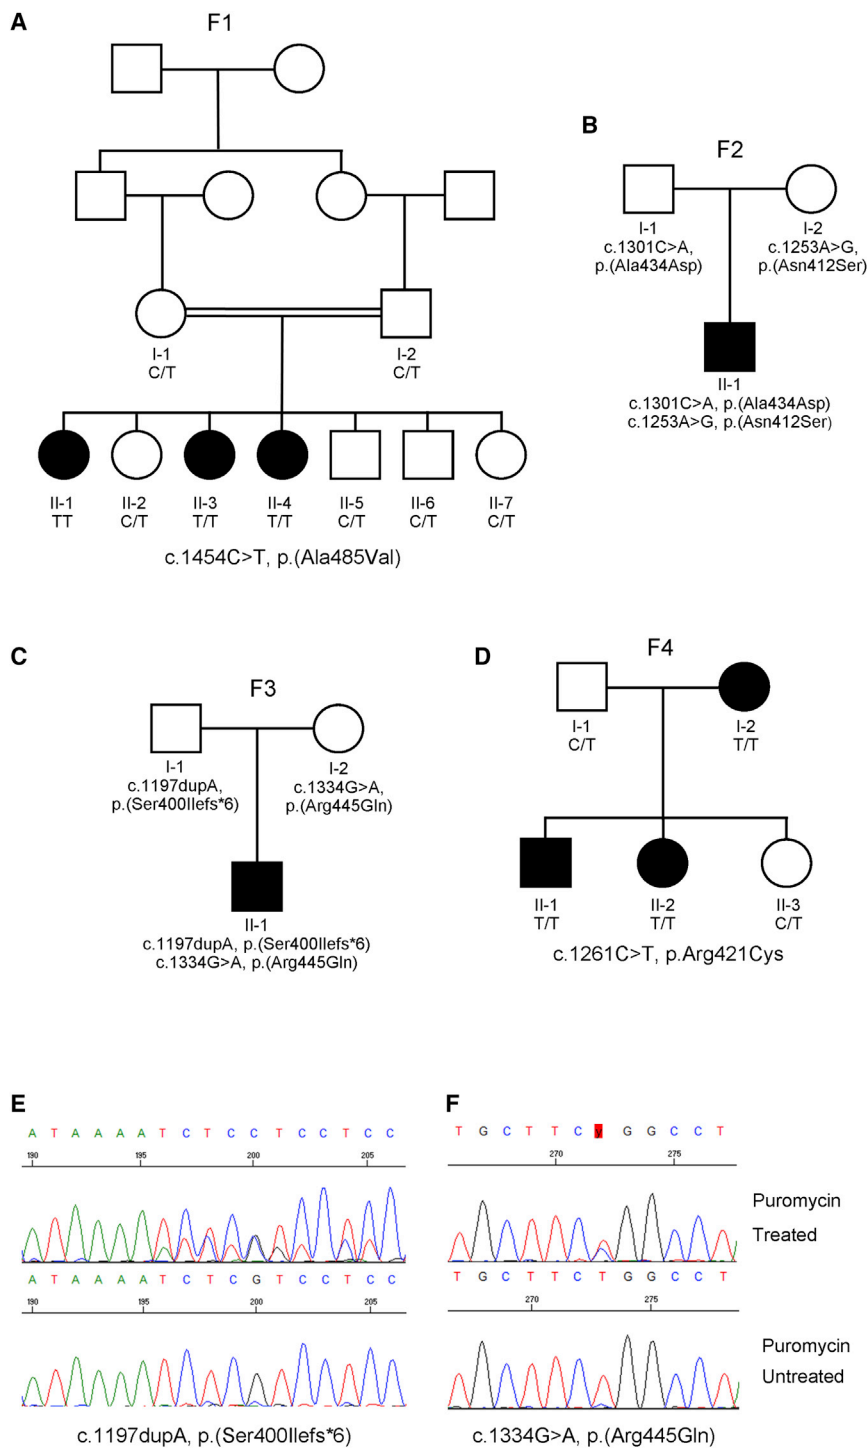 A
F1
I-1
C/T
I-2
C/T
II-1
TT
II-2
C/T
II-3
T/T
II-4
T/T
II-5
C/T
II-6
C/T
II-7
C/T
c.1454C>T, p.(Ala485Val)
B
F2
I-1
c.1301C>A,
p.(Ala434Asp)
I-2
c.1253A>G,
p.(Asn412Ser)
II-1
c.1301C>A, p.(Ala434Asp)
c.1253A>G, p.(Asn412Ser)
C
F3
I-1
c.1197dupA,
p.(Ser400Ilefs*6)
I-2
c.1334G>A,
p.(Arg445Gln)
II-1
c.1197dupA, p.(Ser400Ilefs*6)
c.1334G>A, p.(Arg445Gln)
D
F4
I-1
C/T
I-2
T/T
II-1
T/T
II-2
T/T
II-3
C/T
c.1261C>T, p.Arg421Cys
E
A T A A A A T C T C C T C C T C C
190 195 200 205
A T A A A A T C T C G T C C T C C
190 195 200 205
c.1197dupA, p.(Ser400Ilefs*6)
F
T G C T T C y G G C C T
270 275
Puromycin
Treated
T G C T T C T G G C C T
270 275
Puromycin
Untreated
c.1334G>A, p.(Arg445Gln)